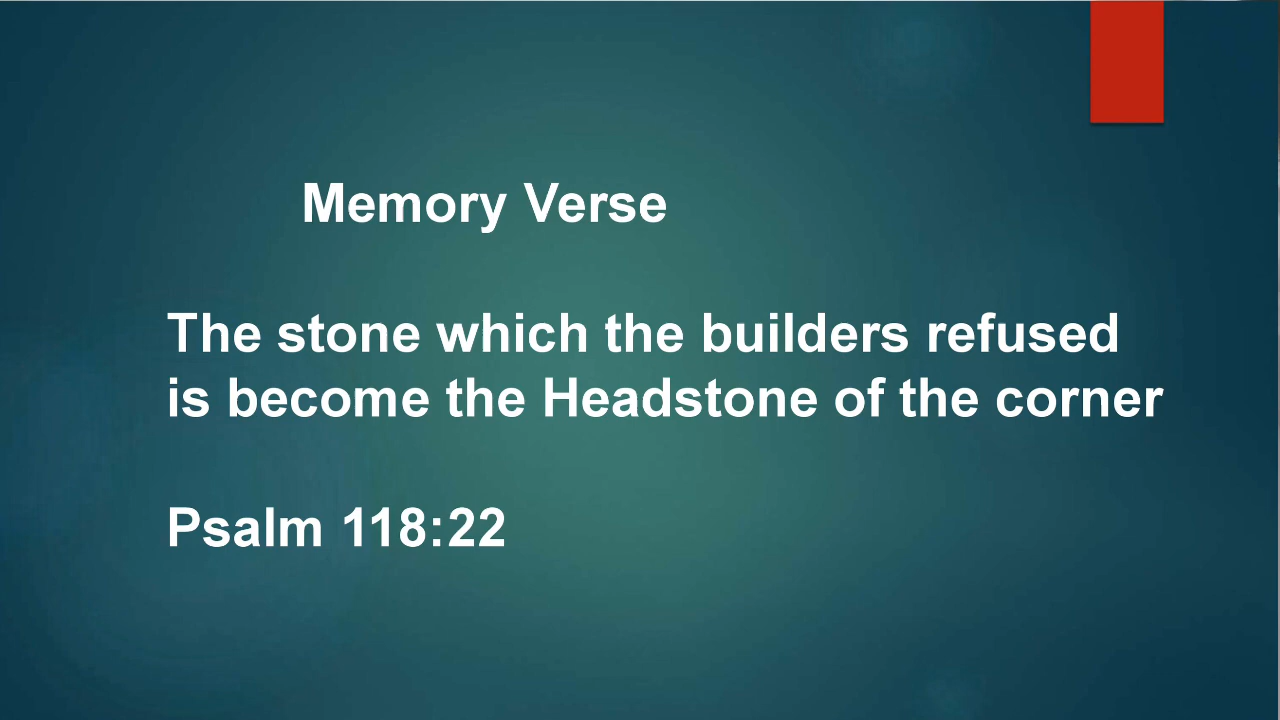 Memory Verse
The stone which the builders refused
is become the Headstone of the corner
Psalm 118:22